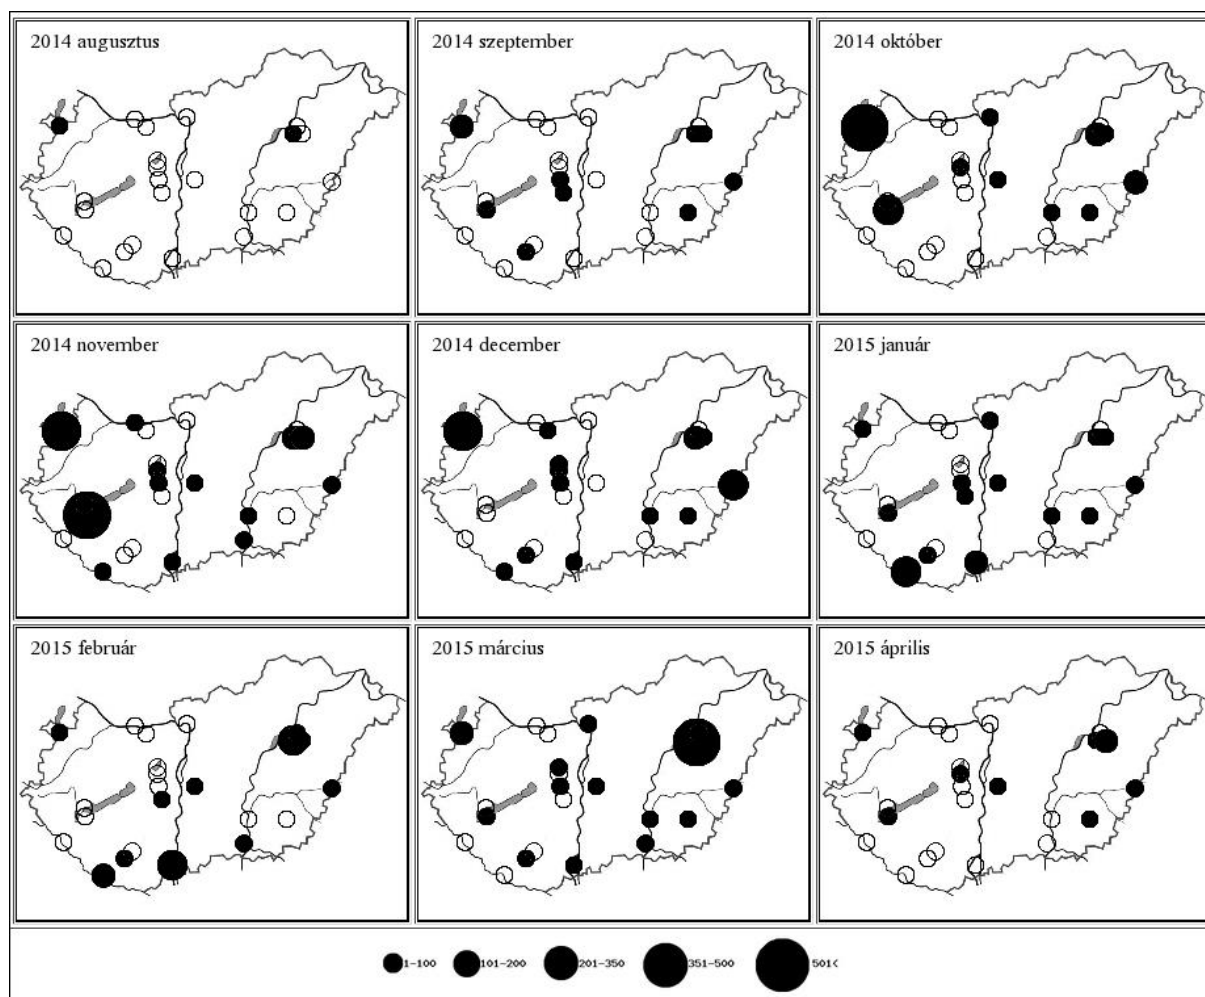 2014 augusztus
2014 szeptember
2014 október
2014 november
2014 december
2015 január
2015 február
2015 március
2015 április
1-100
101-200
201-350
351-500
501<